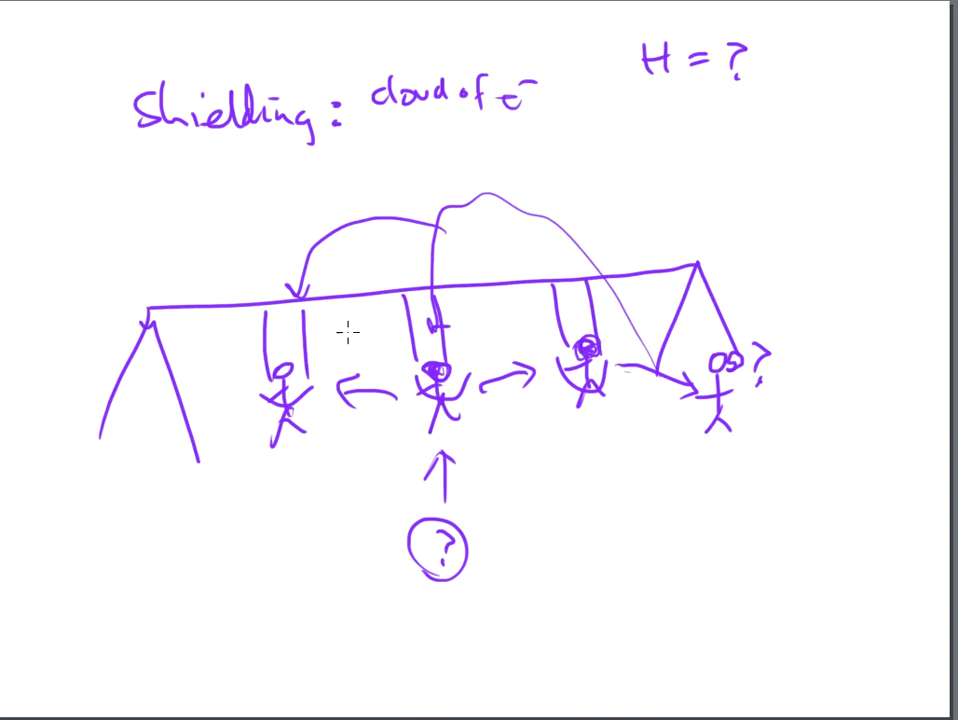 H = ?
Shielding: cloud of e⁻
?
?